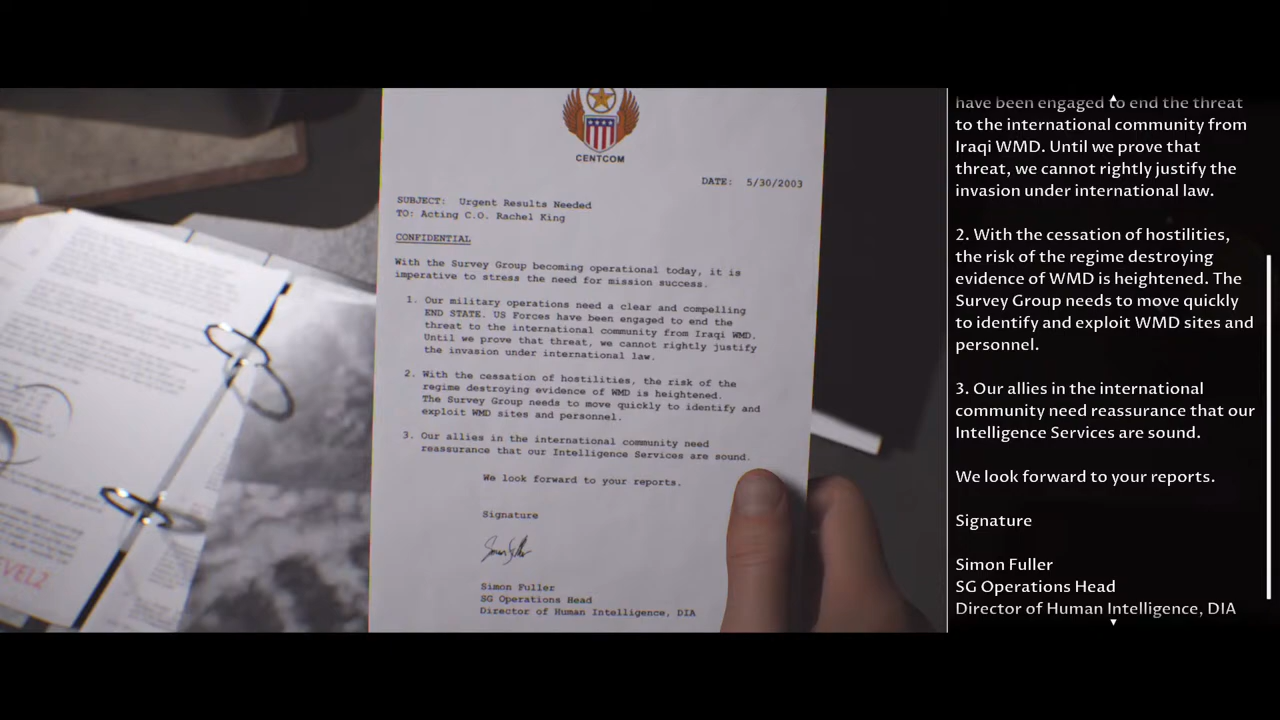 CENTCOM
DATE: 5/30/2003
SUBJECT: Urgent Results Needed
TO: Acting C.O. Rachel King
CONFIDENTIAL
With the Survey Group becoming operational today, it is
imperative to stress the need for mission success.
1. Our military operations need a clear and compelling
END STATE. US Forces have been engaged to end the
threat to the international community from Iraqi WMD.
Until we prove that threat, we cannot rightly justify
the invasion under international law.
2. With the cessation of hostilities, the risk of the
regime destroying evidence of WMD is heightened.
The Survey Group needs to move quickly to identify and
exploit WMD sites and personnel.
3. Our allies in the international community need
reassurance that our Intelligence Services are sound.
We look forward to your reports.
Signature
Simon Fuller
SG Operations Head
Director of Human Intelligence, DIA
have been engaged to end the threat
to the international community from
Iraqi WMD. Until we prove that
threat, we cannot rightly justify the
invasion under international law.
2. With the cessation of hostilities,
the risk of the regime destroying
evidence of WMD is heightened. The
Survey Group needs to move quickly
to identify and exploit WMD sites and
personnel.
3. Our allies in the international
community need reassurance that our
Intelligence Services are sound.
We look forward to your reports.
Signature
Simon Fuller
SG Operations Head
Director of Human Intelligence, DIA